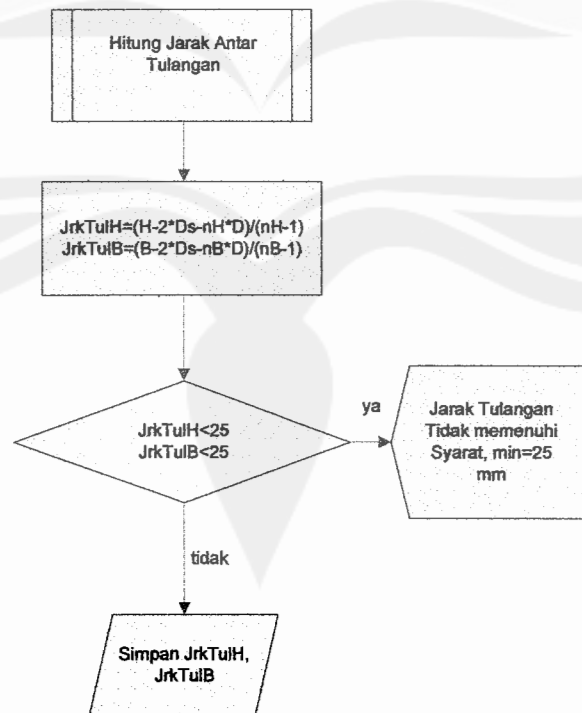 Hitung Jarak Antar
Tulangan
JrkTulH=(H-2*Ds-nH*D)/(nH-1)
JrkTulB=(B-2*Ds-nB*D)/(nB-1)
JrkTulH<25
JrkTulB<25
ya
Jarak Tulangan
Tidak memenuhi
Syarat, min=25
mm
tidak
Simpan JrkTulH,
JrkTulB